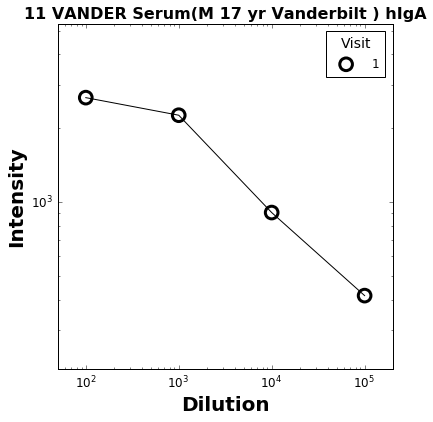 11 VANDER Serum(M 17 yr Vanderbilt ) hIgA
Visit
1
Intensity
10³
10² 10³ 10⁴ 10⁵
Dilution